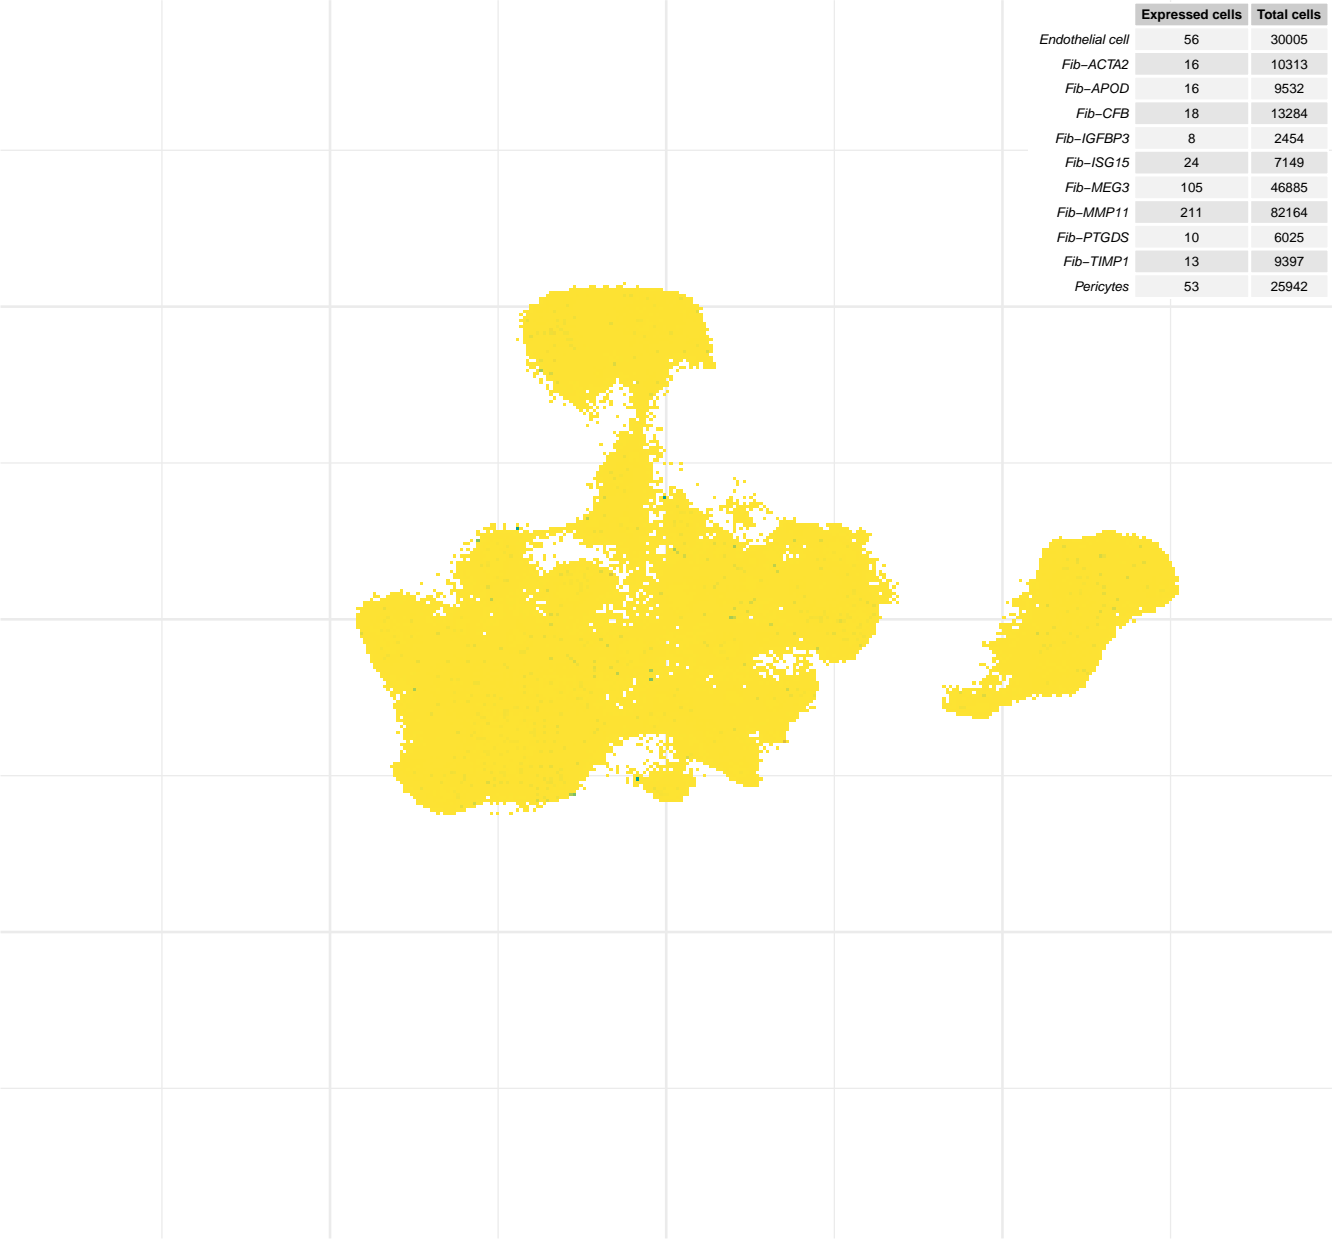 Expressed cells Total cells
Endothelial cell 56 30005
Fib−ACTA2 16 10313
Fib−APOD 16 9532
Fib−CFB 18 13284
Fib−IGFBP3 8 2454
Fib−ISG15 24 7149
Fib−MEG3 105 46885
Fib−MMP11 211 82164
Fib−PTGDS 10 6025
Fib−TIMP1 13 9397
Pericytes 53 25942